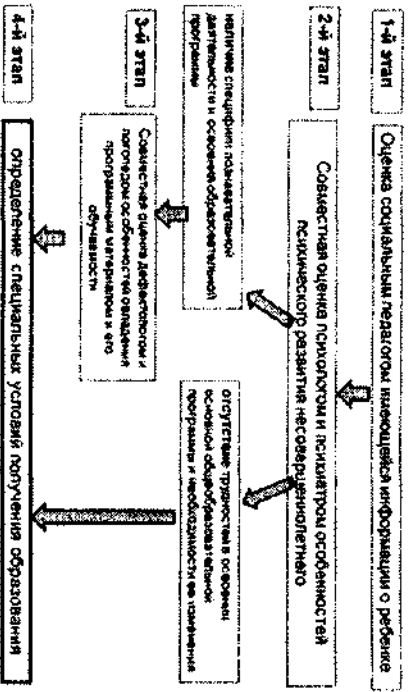 1-й этап
Оценка социальным педагогом имеющейся информации о ребенке
2-й этап
Совместная оценка психологом и психиатром особенностей
психического развития несовершеннолетнего
наличие специфики познавательной
деятельности и освоения образовательной
программы
отсутствие трудностей в освоении
основной общеобразовательной
программы и необходимости ее изменения
3-й этап
Совместная оценка дефектологом и
логопедом особенностей овладения
программным материалом и его
обучаемости
4-й этап
определение специальных условий получения образования